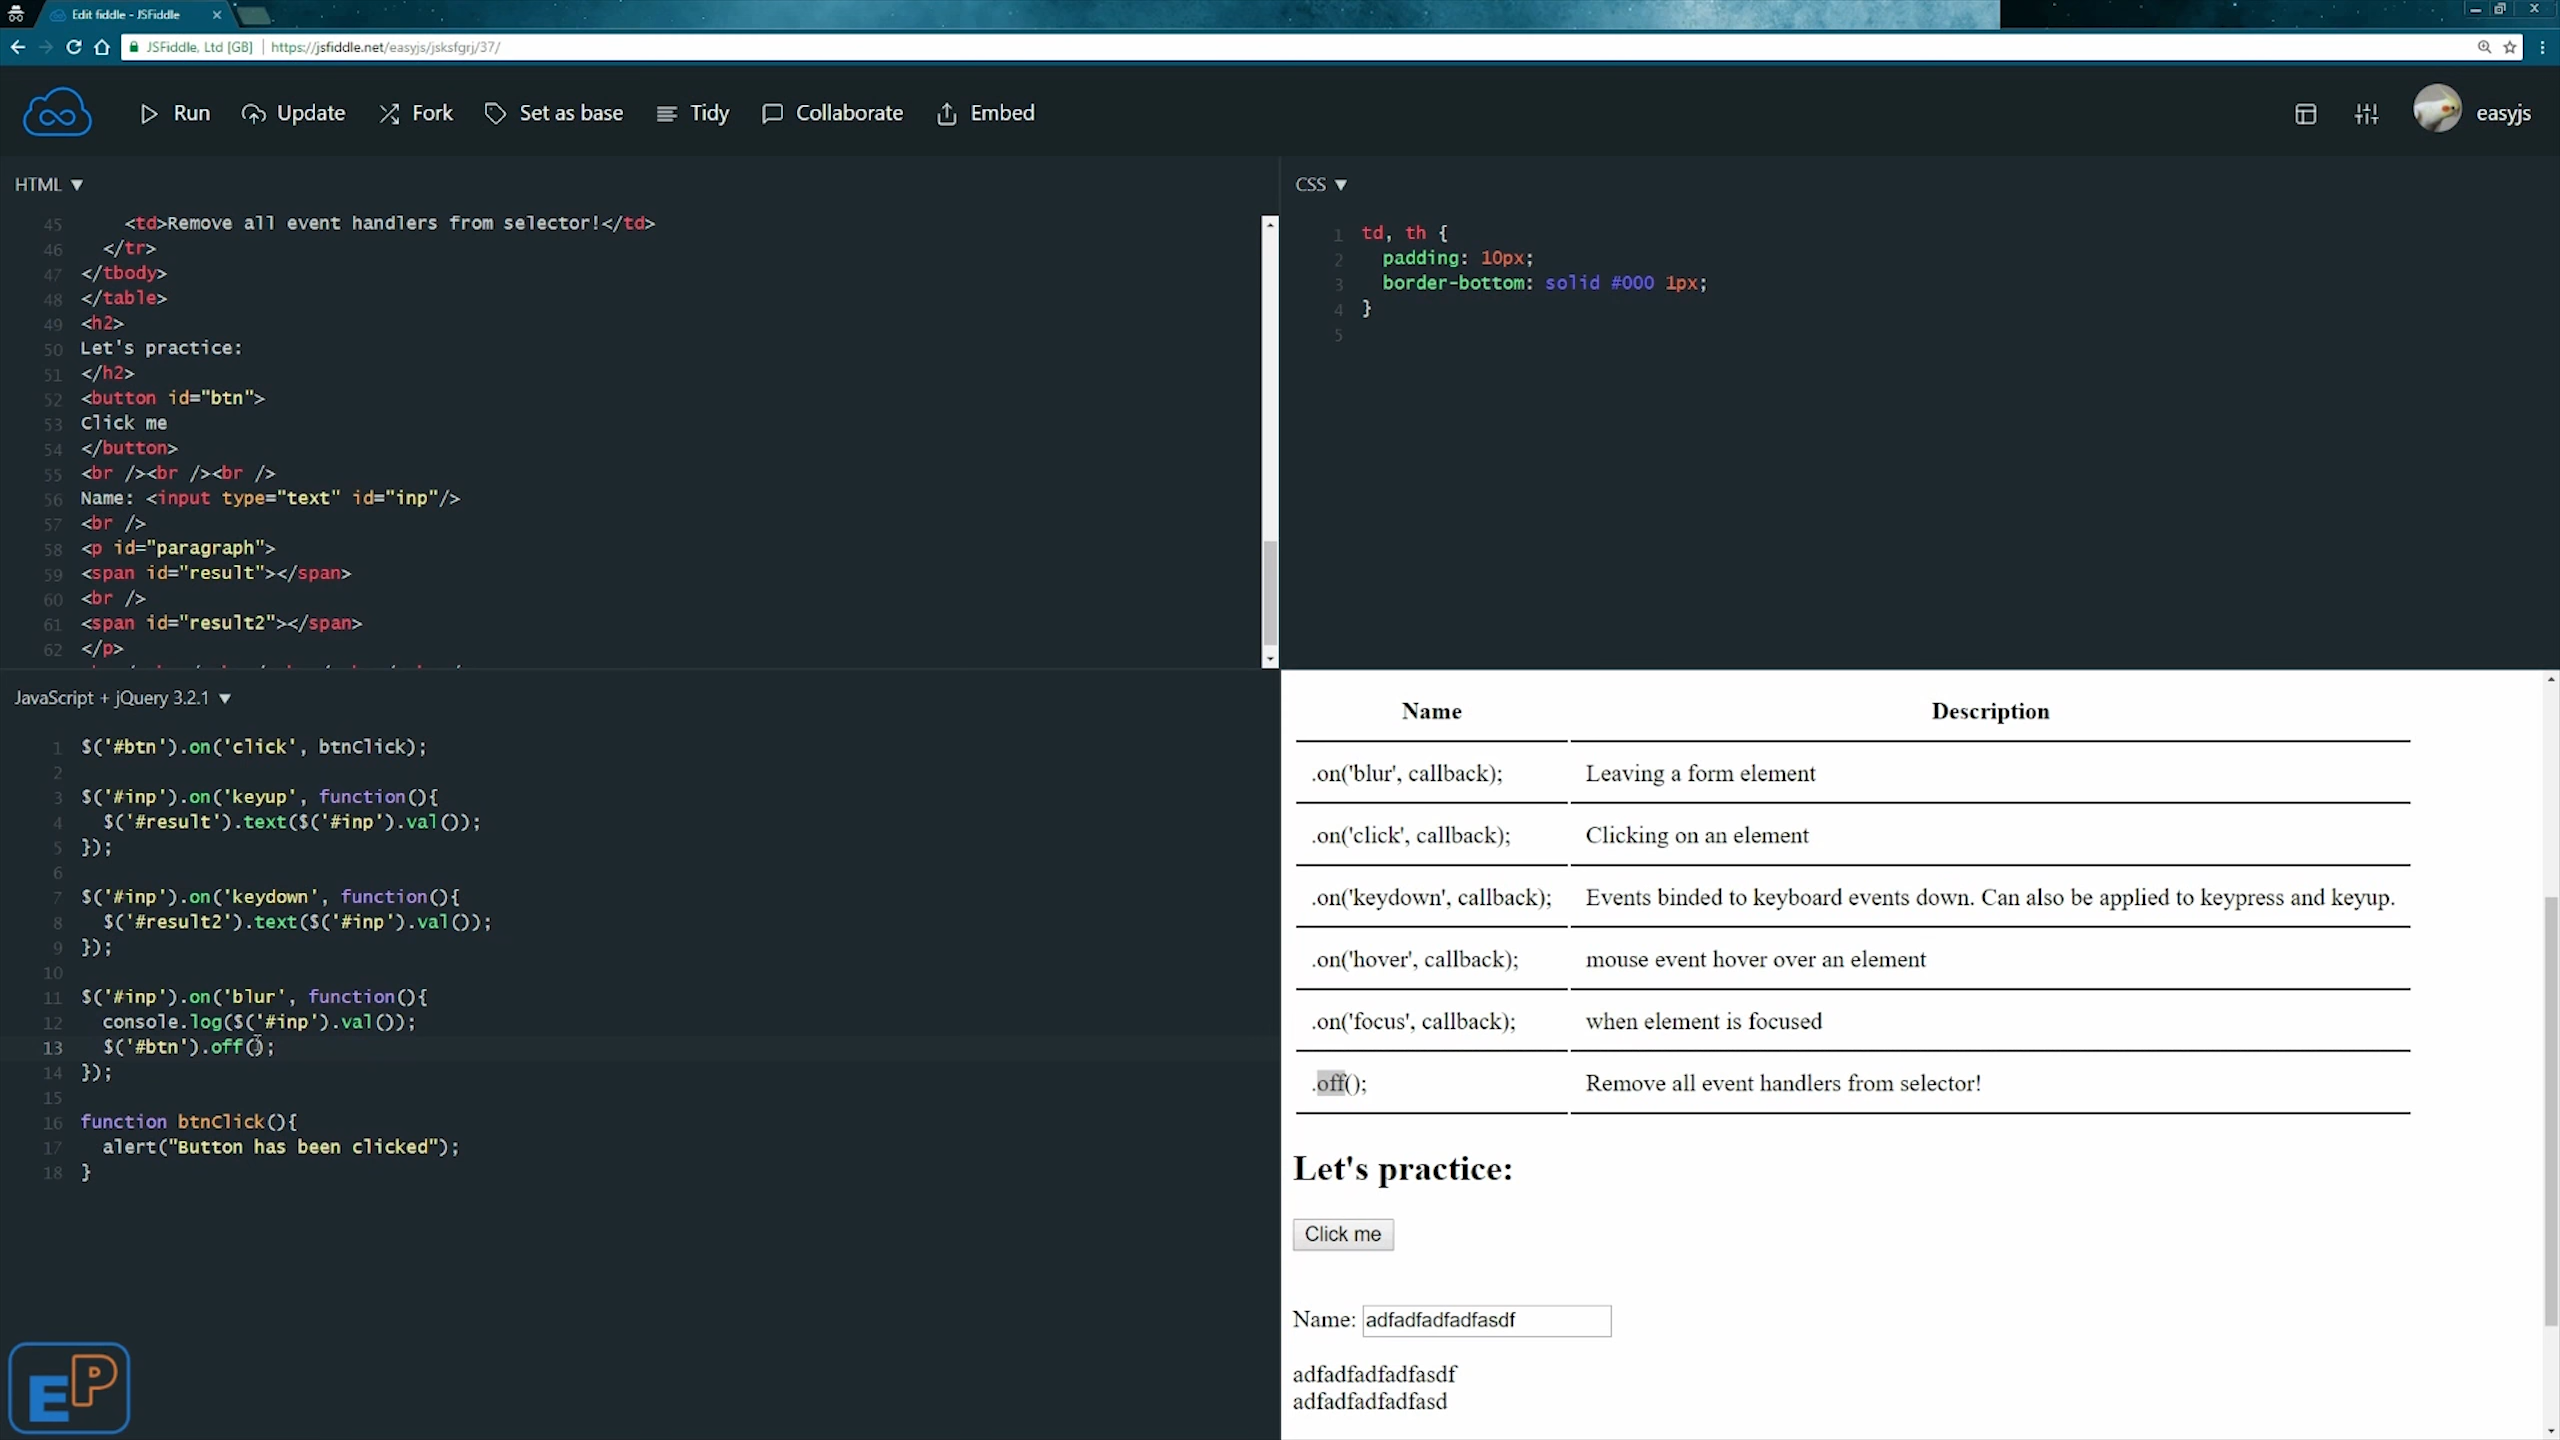 Edit fiddle - JSFiddle
JSFiddle, Ltd [GB] https://jsfiddle.net/easyjs/jsksfgrj/37/
Run Update Fork Set as base Tidy Collaborate Embed easyjs
HTML ▼
45 <td>Remove all event handlers from selector!</td>
46 </tr>
47 </tbody>
48 </table>
49 <h2>
50 Let's practice:
51 </h2>
52 <button id="btn">
53 Click me
54 </button>
55 <br /><br /><br />
56 Name: <input type="text" id="inp"/>
57 <br />
58 <p id="paragraph">
59 <span id="result"></span>
60 <br />
61 <span id="result2"></span>
62 </p>
CSS ▼
1 td, th {
2 padding: 10px;
3 border-bottom: solid #000 1px;
4 }
5
JavaScript + jQuery 3.2.1 ▼
1 $('#btn').on('click', btnClick);
2
3 $('#inp').on('keyup', function(){
4 $('#result').text($('#inp').val());
5 });
6
7 $('#inp').on('keydown', function(){
8 $('#result2').text($('#inp').val());
9 });
10
11 $('#inp').on('blur', function(){
12 console.log($('#inp').val());
13 $('#btn').off();
14 });
15
16 function btnClick(){
17 alert("Button has been clicked");
18 }
EP
Name Description
.on('blur', callback); Leaving a form element
.on('click', callback); Clicking on an element
.on('keydown', callback); Events binded to keyboard events down. Can also be applied to keypress and keyup.
.on('hover', callback); mouse event hover over an element
.on('focus', callback); when element is focused
.off(); Remove all event handlers from selector!
Let's practice:
Click me
Name: adfadfadfadfasdf
adfadfadfadfasdf
adfadfadfadfasd